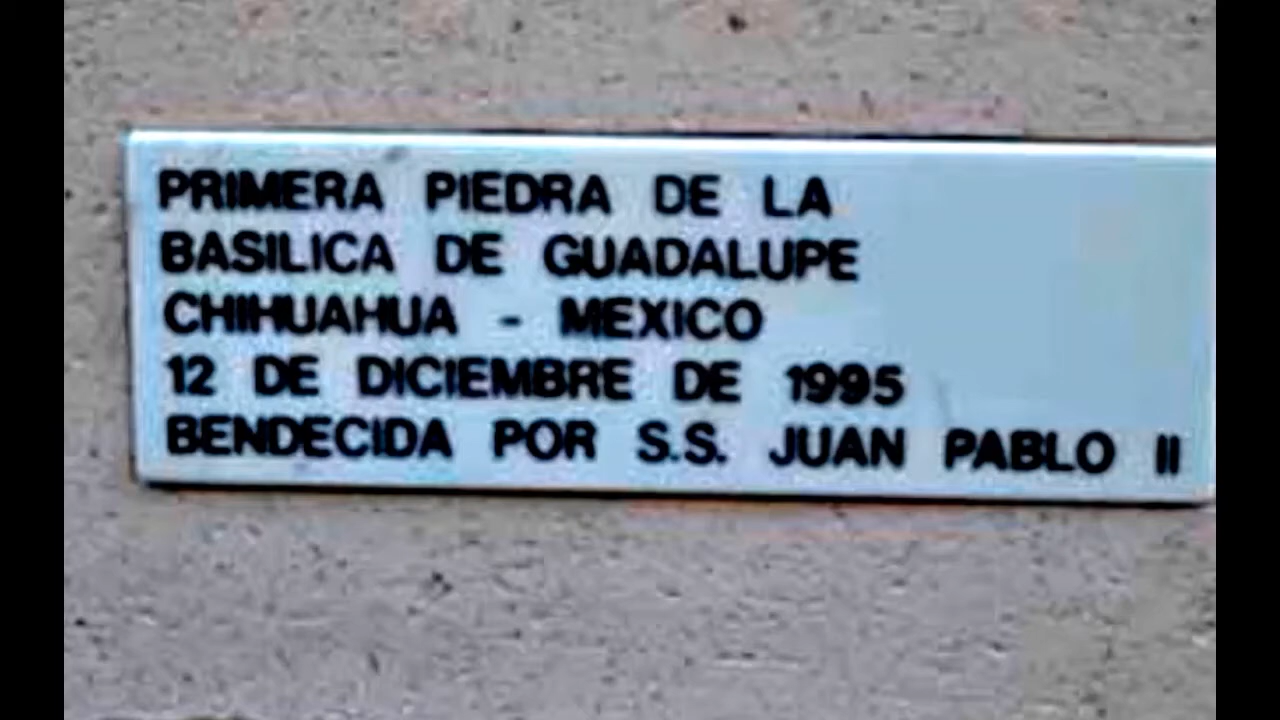 PRIMERA PIEDRA DE LA
BASILICA DE GUADALUPE
CHIHUAHUA - MEXICO
12 DE DICIEMBRE DE 1995
BENDECIDA POR S.S. JUAN PABLO II